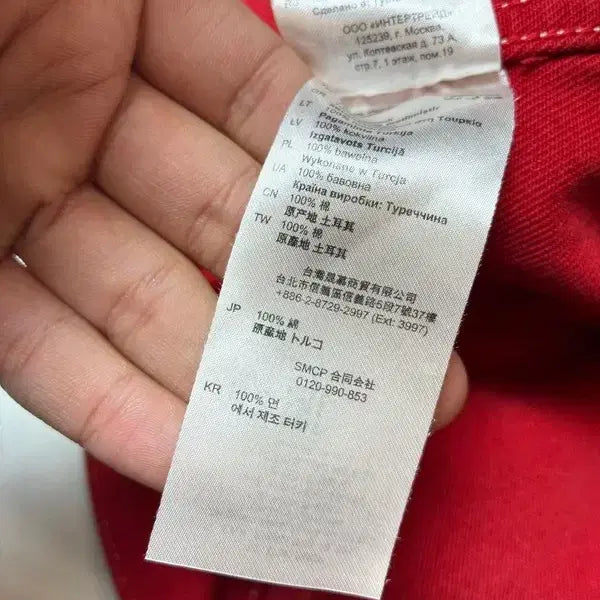 Сделано в: Тур
ООО «ИНТЕРТРЕЙД»
125239, г. Москва,
ул. Коптевская д. 73 А,
стр.7, 1 этаж, пом.19
LT
Pagaminta Turkija
LV 100% kokvilna
Izgatavots Turcijā
PL 100% bawełna
Wykonane w Turcja
UA 100% бавовна
Країна виробки: Туреччина
CN 100% 棉
原产地 土耳其
TW 100% 棉
原產地 土耳其
台灣晟嘉商貿有限公司
台北市信義區信義路5段7號37樓
+886-2-8729-2997 (Ext: 3997)
JP 100% 綿
原産地 トルコ
SMCP 合同会社
0120-990-853
KR 100% 면
에서 제조 터키